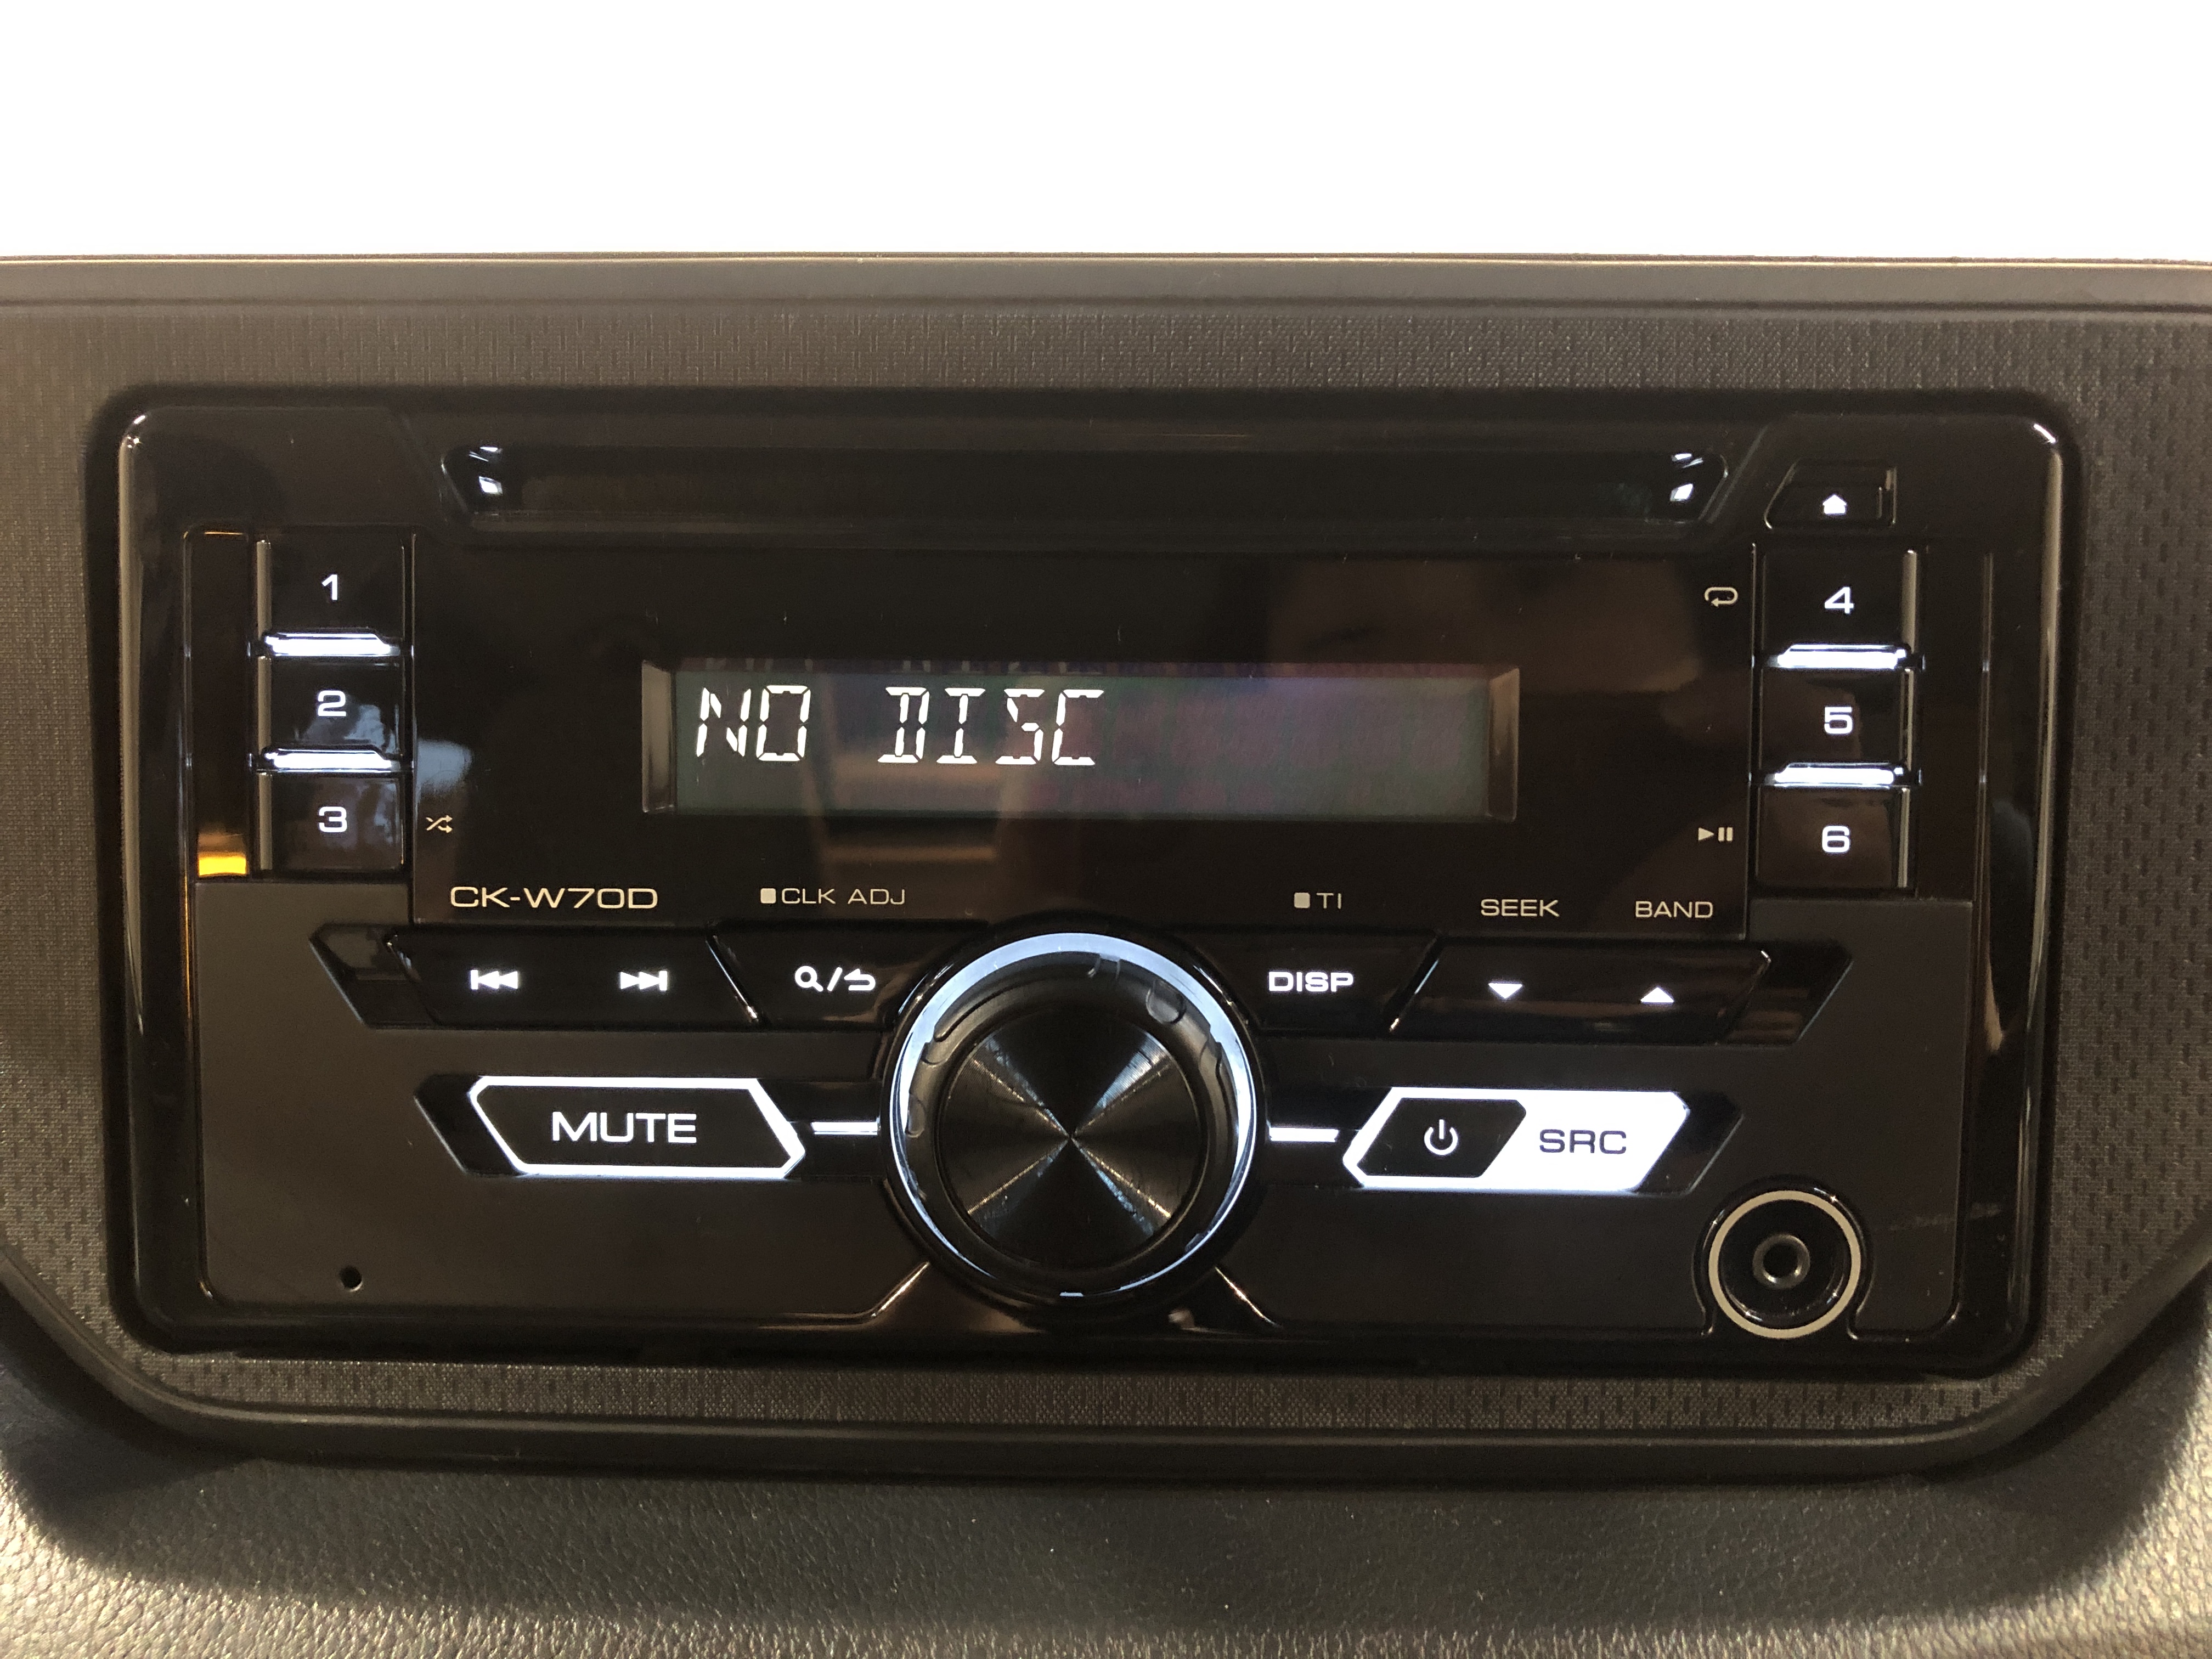 1
4
NO DISC
2
5
3
6
CK-W70D
CLK ADJ
TI
SEEK
BAND
DISP
MUTE
SRC